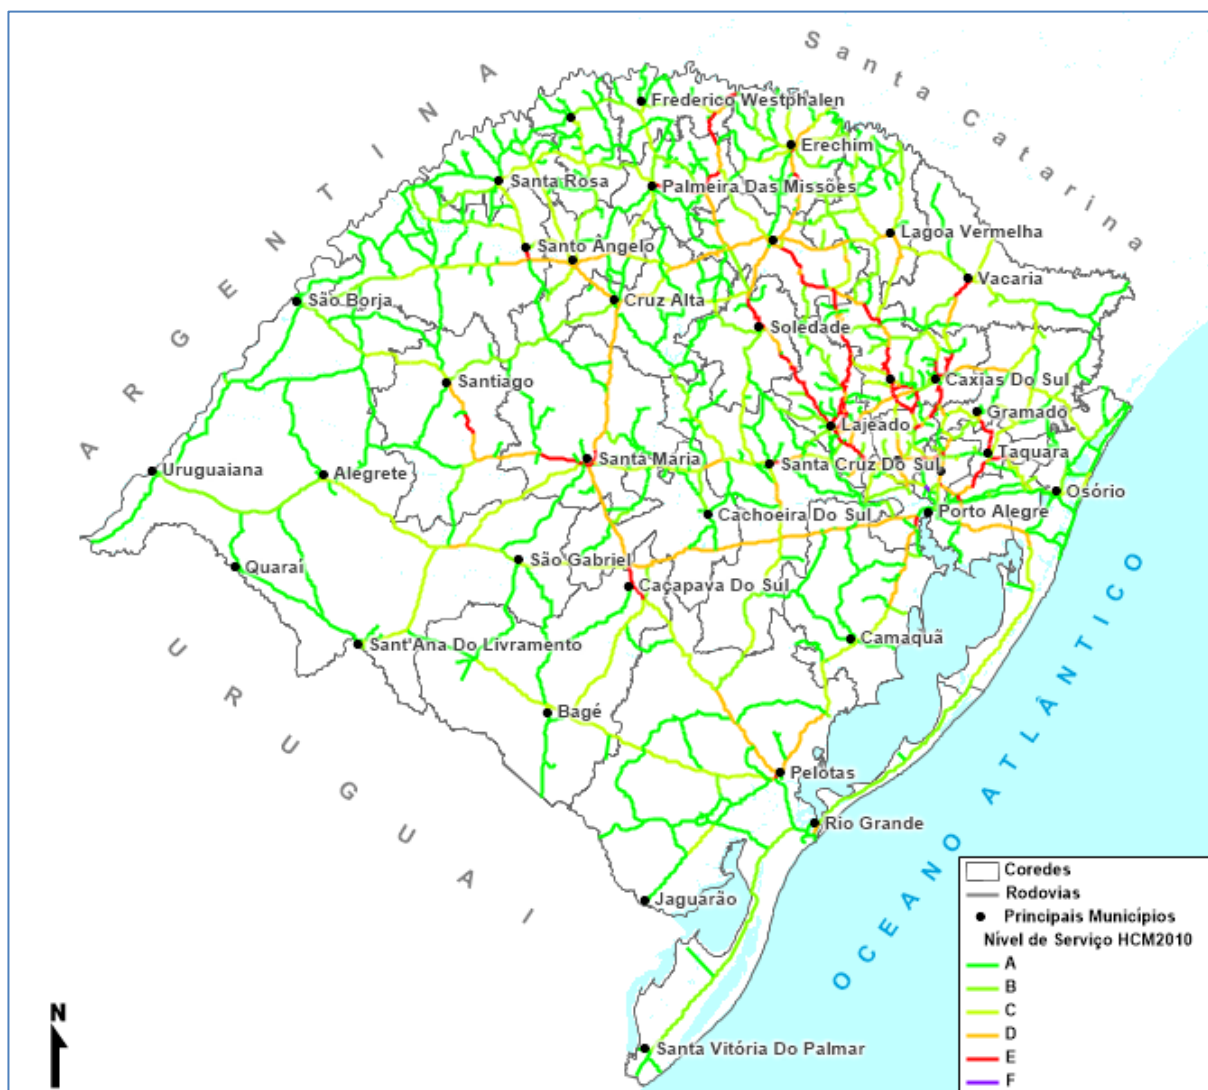 Santa Catarina
ARGENTINA
Frederico Westphalen
Erechim
Santa Rosa
Palmeira Das Missões
Lagoa Vermelha
Santo Ângelo
Vacaria
São Borja
Cruz Alta
Soledade
Santiago
Caxias Do Sul
Gramado
Lajeado
Taquara
Uruguaiana
Alegrete
Santa Maria
Santa Cruz Do Sul
Osório
Cachoeira Do Sul
Porto Alegre
Quaraí
São Gabriel
Caçapava Do Sul
Camaquã
Sant'Ana Do Livramento
URUGUAI
Bagé
Pelotas
Rio Grande
OCEANO ATLÂNTICO
Jaguarão
Santa Vitória Do Palmar
N
Coredes
Rodovias
Principais Municípios
Nível de Serviço HCM2010
A
B
C
D
E
F